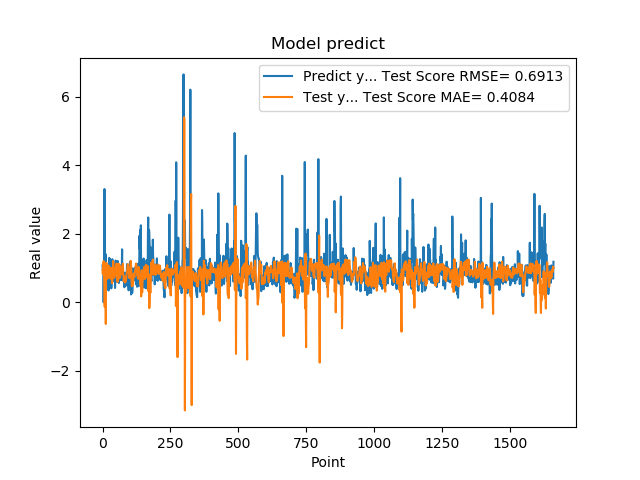 Model predict
Predict y... Test Score RMSE= 0.6913
Test y... Test Score MAE= 0.4084
Real value
6
4
2
0
−2
0 250 500 750 1000 1250 1500
Point